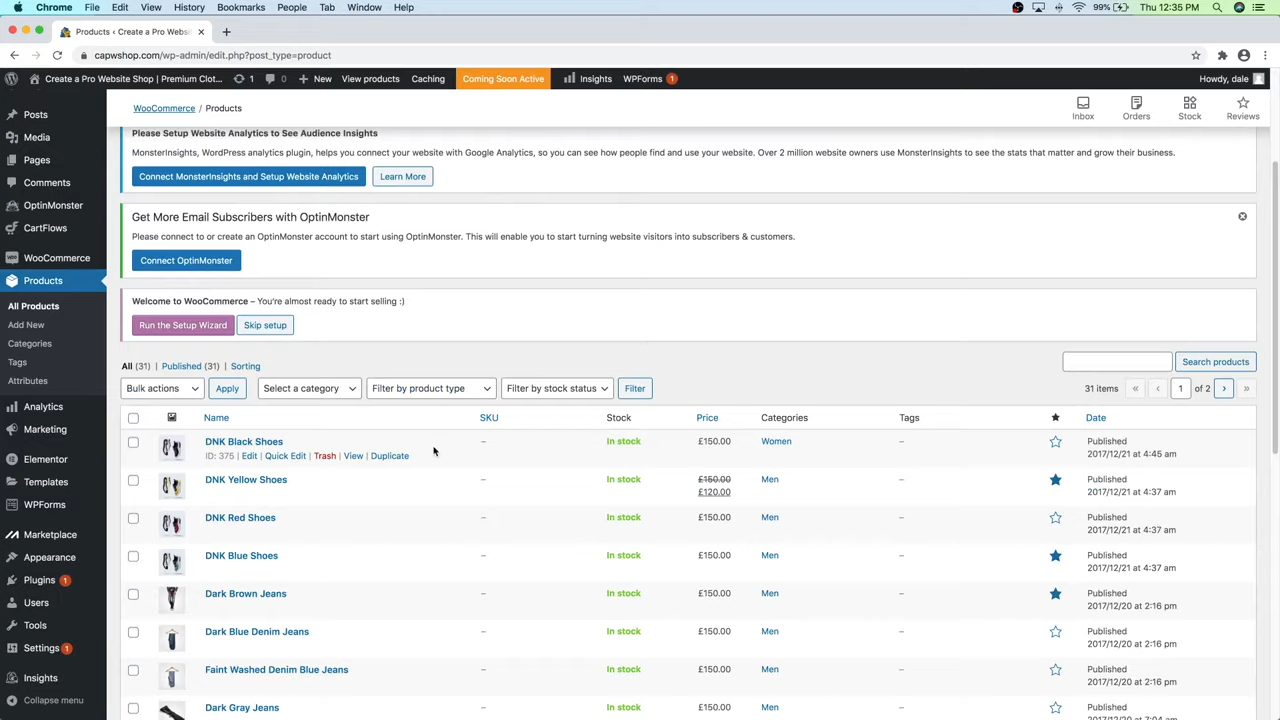 Chrome File Edit View History Bookmarks People Tab Window Help 99% Tue 12:35 PM
Products ‹ Create a Pro Websi
capwshop.com/wp-admin/edit.php?post_type=product
Create a Pro Website Shop | Premium Clot... 1 0 New View products Caching Coming Soon Active Insights WPForms 1 Howdy, dale
Posts
Media
Pages
Comments
OptinMonster
CartFlows
WooCommerce
Products
All Products
Add New
Categories
Tags
Attributes
Analytics
Marketing
Elementor
Templates
WPForms
Marketplace
Appearance
Plugins 1
Users
Tools
Settings 1
Insights
Collapse menu
WooCommerce / Products
Inbox Orders Stock Reviews
Please Setup Website Analytics to See Audience Insights
MonsterInsights, WordPress analytics plugin, helps you connect your website with Google Analytics, so you can see how people find and use your website. Over 2 million website owners use MonsterInsights to see the stats that matter and grow their business.
Connect MonsterInsights and Setup Website Analytics Learn More
Get More Email Subscribers with OptinMonster
Please connect to or create an OptinMonster account to start using OptinMonster. This will enable you to start turning website visitors into subscribers & customers.
Connect OptinMonster
Welcome to WooCommerce – You're almost ready to start selling :)
Run the Setup Wizard Skip setup
All (31) | Published (31) | Sorting Search products
Bulk actions Apply Select a category Filter by product type Filter by stock status Filter 31 items « ‹ 1 of 2 › »
Name SKU Stock Price Categories Tags Date
DNK Black Shoes – In stock £150.00 Women – Published
ID: 375 | Edit | Quick Edit | Trash | View | Duplicate 2017/12/21 at 4:45 am
DNK Yellow Shoes – In stock £150.00 Men – Published
£120.00 2017/12/21 at 4:37 am
DNK Red Shoes – In stock £150.00 Men – Published
2017/12/21 at 4:37 am
DNK Blue Shoes – In stock £150.00 Men – Published
2017/12/21 at 4:37 am
Dark Brown Jeans – In stock £150.00 Men – Published
2017/12/20 at 2:16 pm
Dark Blue Denim Jeans – In stock £150.00 Men – Published
2017/12/20 at 2:16 pm
Faint Washed Denim Blue Jeans – In stock £150.00 Men – Published
2017/12/20 at 2:16 pm
Dark Gray Jeans – In stock £150.00 Men – Published